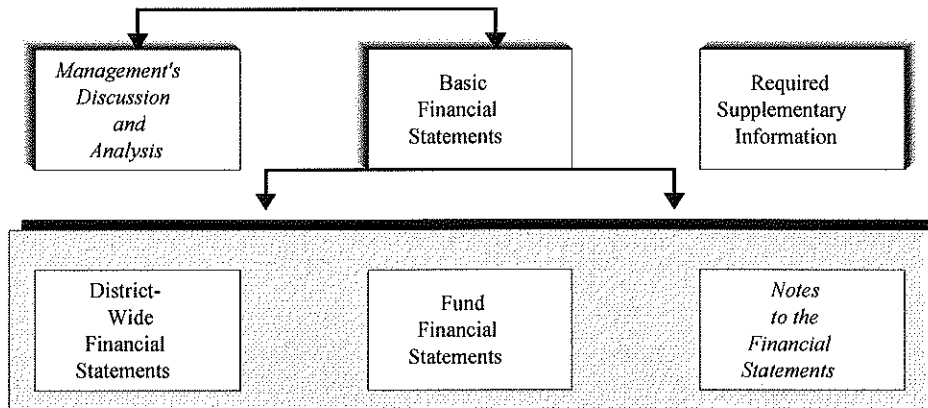 Management's
Discussion
and
Analysis
Basic
Financial
Statements
Required
Supplementary
Information
District-
Wide
Financial
Statements
Fund
Financial
Statements
Notes
to the
Financial
Statements